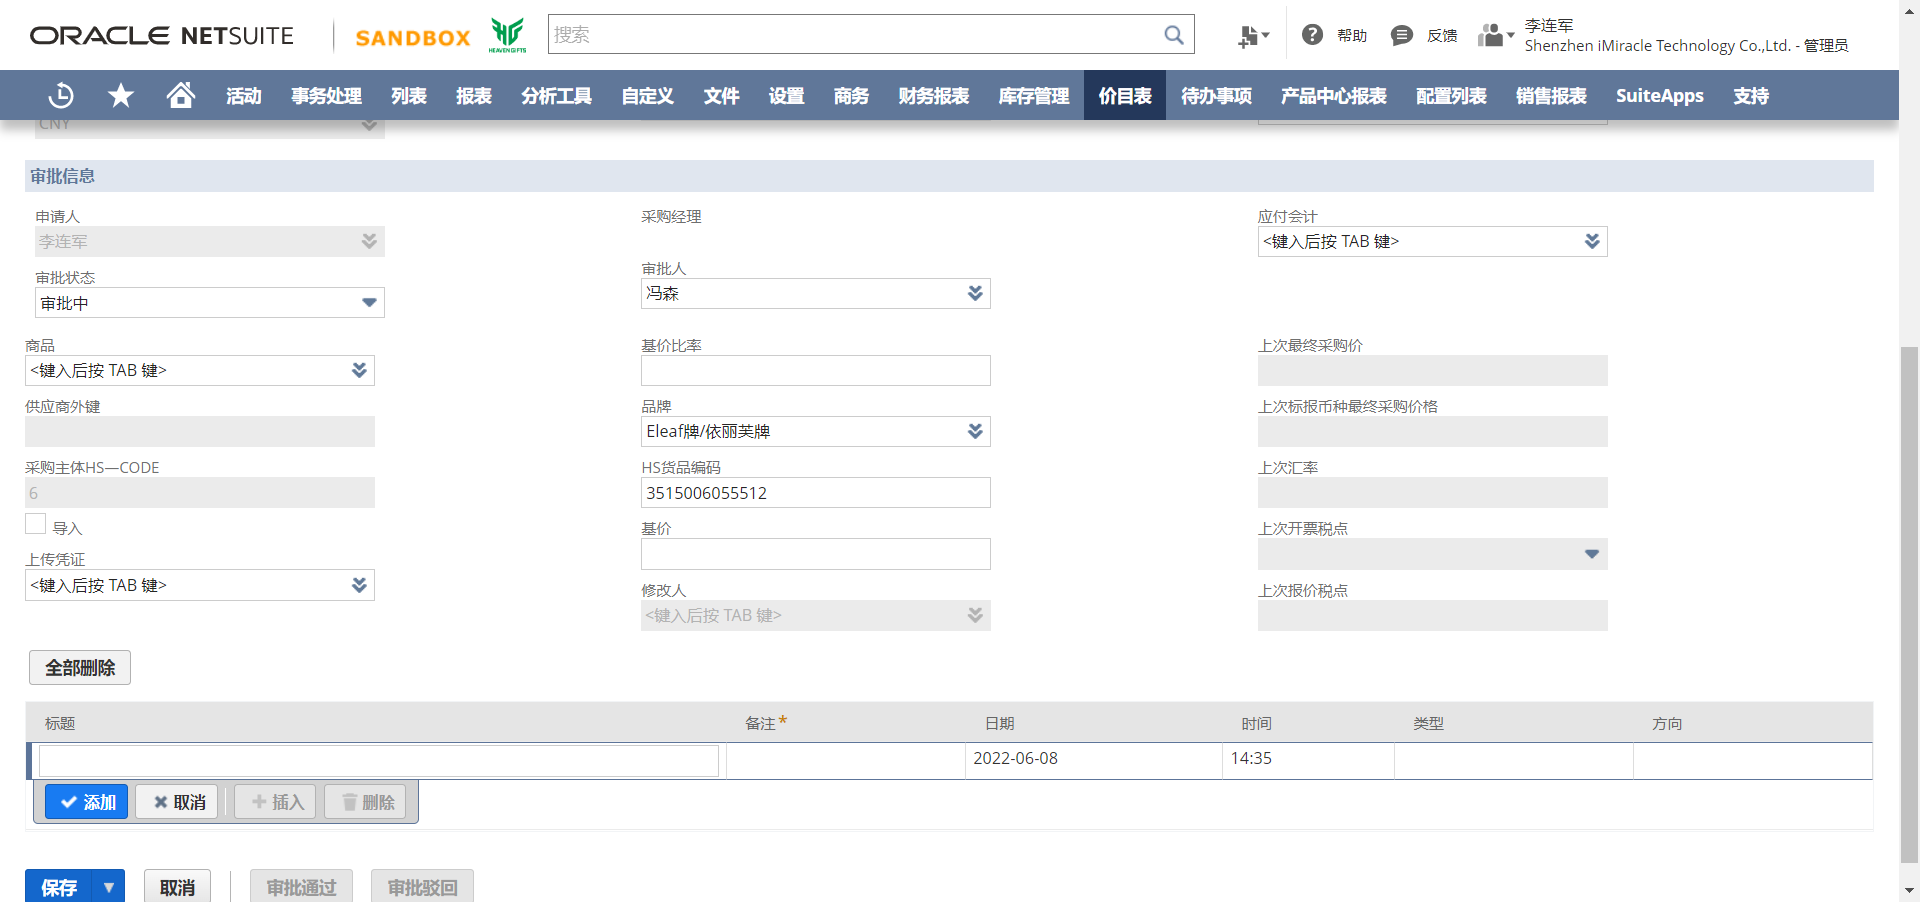 ORACLE NETSUITE
SANDBOX
HEAVEN GIFTS
搜索
帮助
反馈
李连军
Shenzhen iMiracle Technology Co.,Ltd. - 管理员
活动 事务处理 列表 报表 分析工具 自定义 文件 设置 商务 财务报表 库存管理 价目表 待办事项 产品中心报表 配置列表 销售报表 SuiteApps 支持
CNY
审批信息
申请人
李连军
审批状态
审批中
采购经理
审批人
冯森
应付会计
<键入后按 TAB 键>
商品
<键入后按 TAB 键>
供应商外键
采购主体HS—CODE
6
导入
上传凭证
<键入后按 TAB 键>
基价比率
品牌
Eleaf牌/依丽芙牌
HS货品编码
3515006055512
基价
修改人
<键入后按 TAB 键>
上次最终采购价
上次标报币种最终采购价格
上次汇率
上次开票税点
上次报价税点
全部删除
标题 备注* 日期 时间 类型 方向
2022-06-08 14:35
添加 取消 插入 删除
保存 取消 审批通过 审批驳回